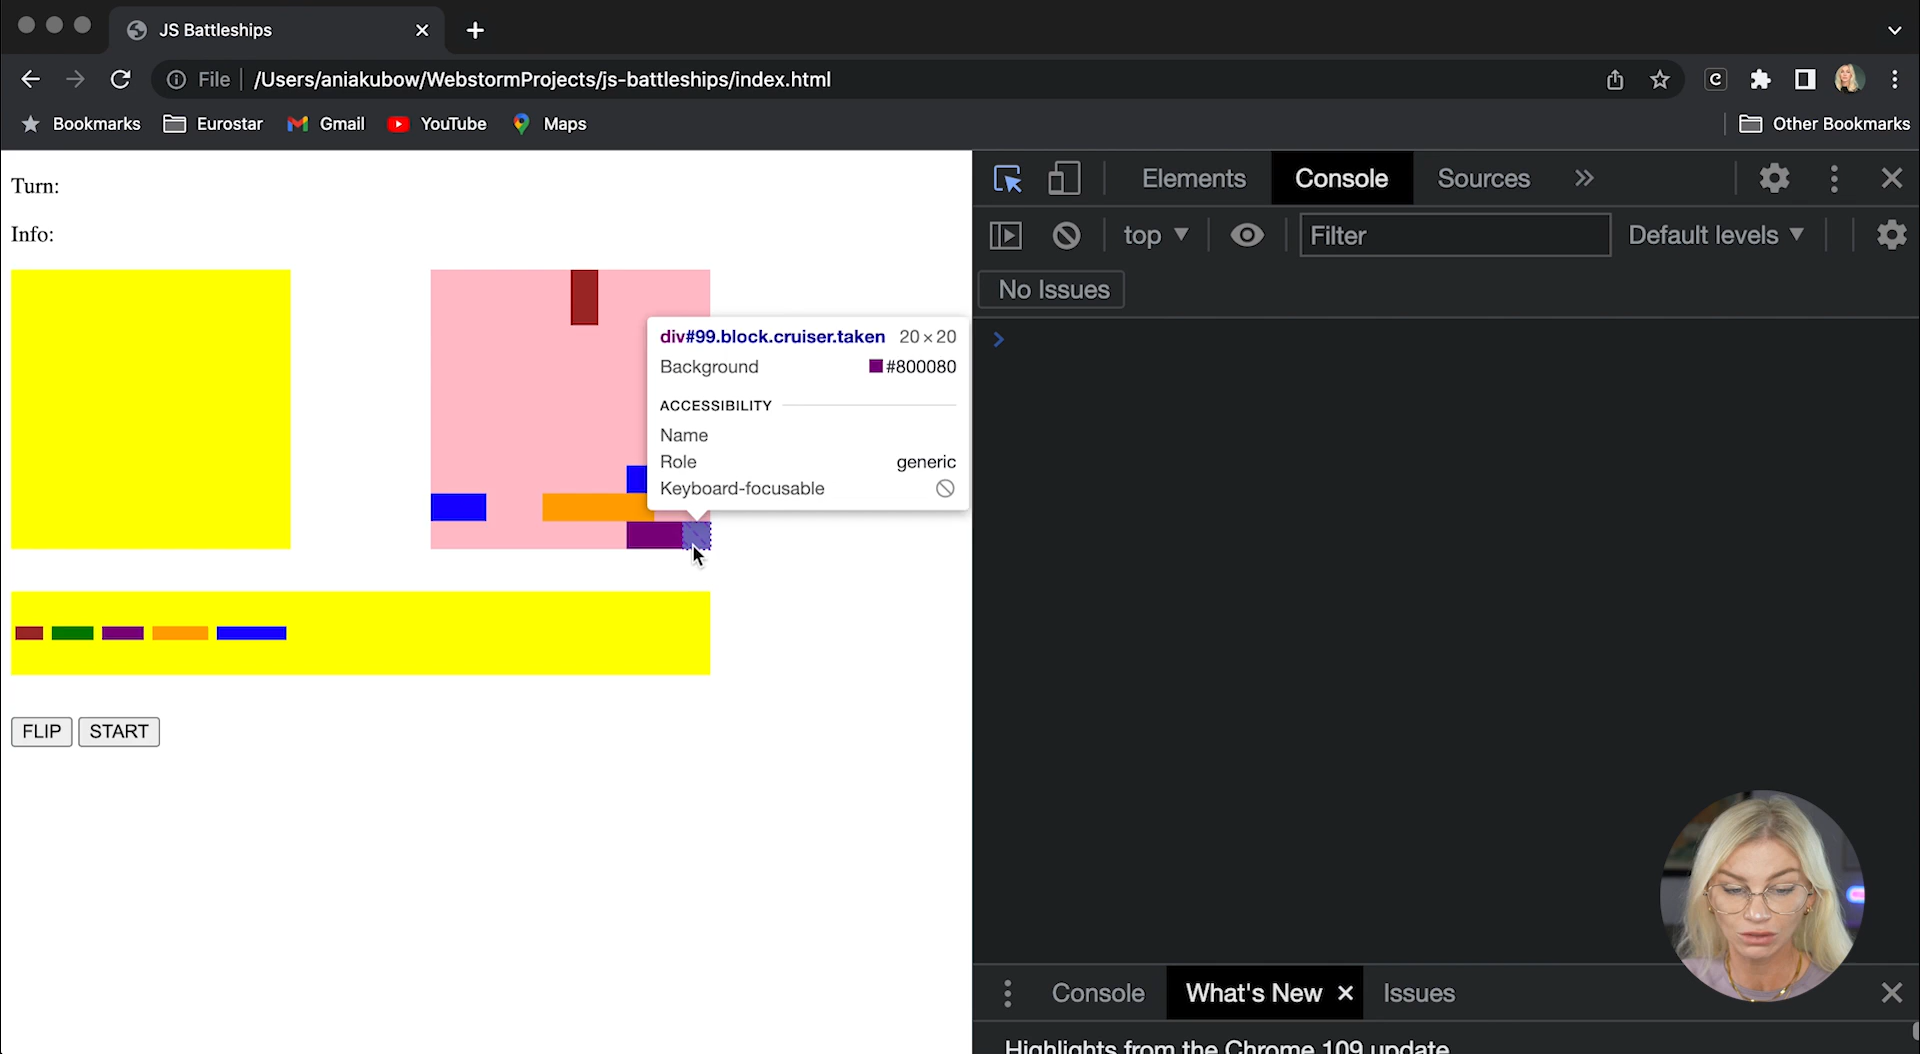 JS Battleships
File
/Users/aniakubow/WebstormProjects/js-battleships/index.html
Bookmarks
Eurostar
Gmail
YouTube
Maps
Other Bookmarks
Turn:
Info:
div#99.block.cruiser.taken 20×20
Background #800080
ACCESSIBILITY
Name
Role generic
Keyboard-focusable
FLIP
START
Elements
Console
Sources
top
Filter
Default levels
No Issues
Console
What's New
Issues
Highlights from the Chrome 109 update